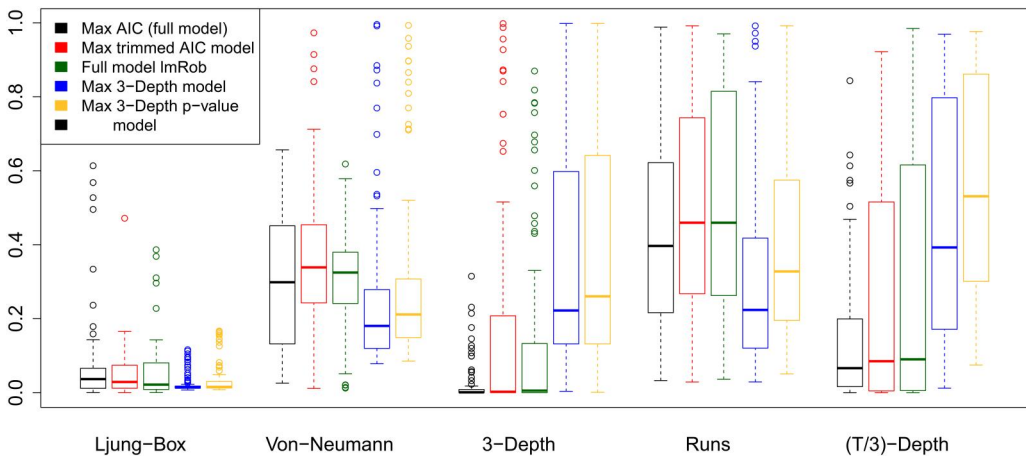 Max AIC (full model)
Max trimmed AIC model
Full model lmRob
Max 3−Depth model
Max 3−Depth p−value
model
1.0
0.8
0.6
0.4
0.2
0.0
Ljung−Box Von−Neumann 3−Depth Runs (T/3)−Depth